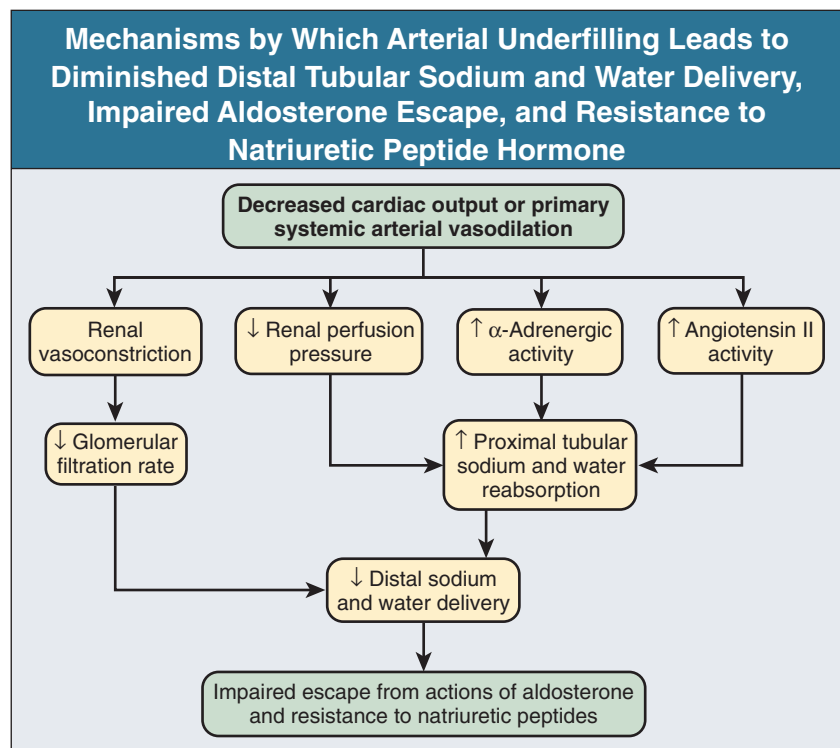 Mechanisms by Which Arterial Underfilling Leads to
Diminished Distal Tubular Sodium and Water Delivery,
Impaired Aldosterone Escape, and Resistance to
Natriuretic Peptide Hormone
Decreased cardiac output or primary
systemic arterial vasodilation
Renal
vasoconstriction
↓ Renal perfusion
pressure
↑ α-Adrenergic
activity
↑ Angiotensin II
activity
↓ Glomerular
filtration rate
↑ Proximal tubular
sodium and water
reabsorption
↓ Distal sodium
and water delivery
Impaired escape from actions of aldosterone
and resistance to natriuretic peptides